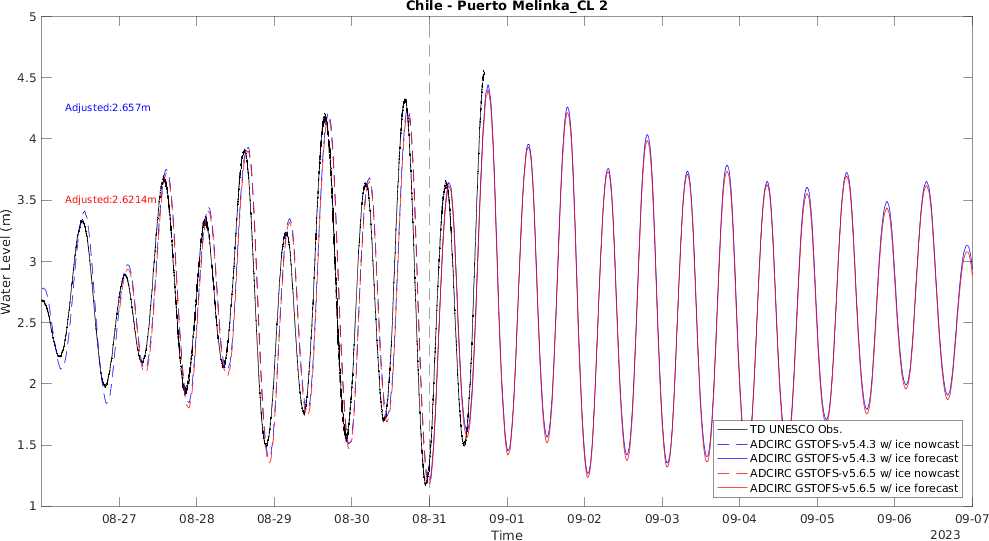 Chile - Puerto Melinka_CL 2
5
4.5
4
3.5
3
2.5
2
1.5
1
Water Level (m)
Adjusted:2.657m
Adjusted:2.6214m
TD UNESCO Obs.
ADCIRC GSTOFS-v5.4.3 w/ ice nowcast
ADCIRC GSTOFS-v5.4.3 w/ ice forecast
ADCIRC GSTOFS-v5.6.5 w/ ice nowcast
ADCIRC GSTOFS-v5.6.5 w/ ice forecast
08-27 08-28 08-29 08-30 08-31 09-01 09-02 09-03 09-04 09-05 09-06 09-07
Time
2023